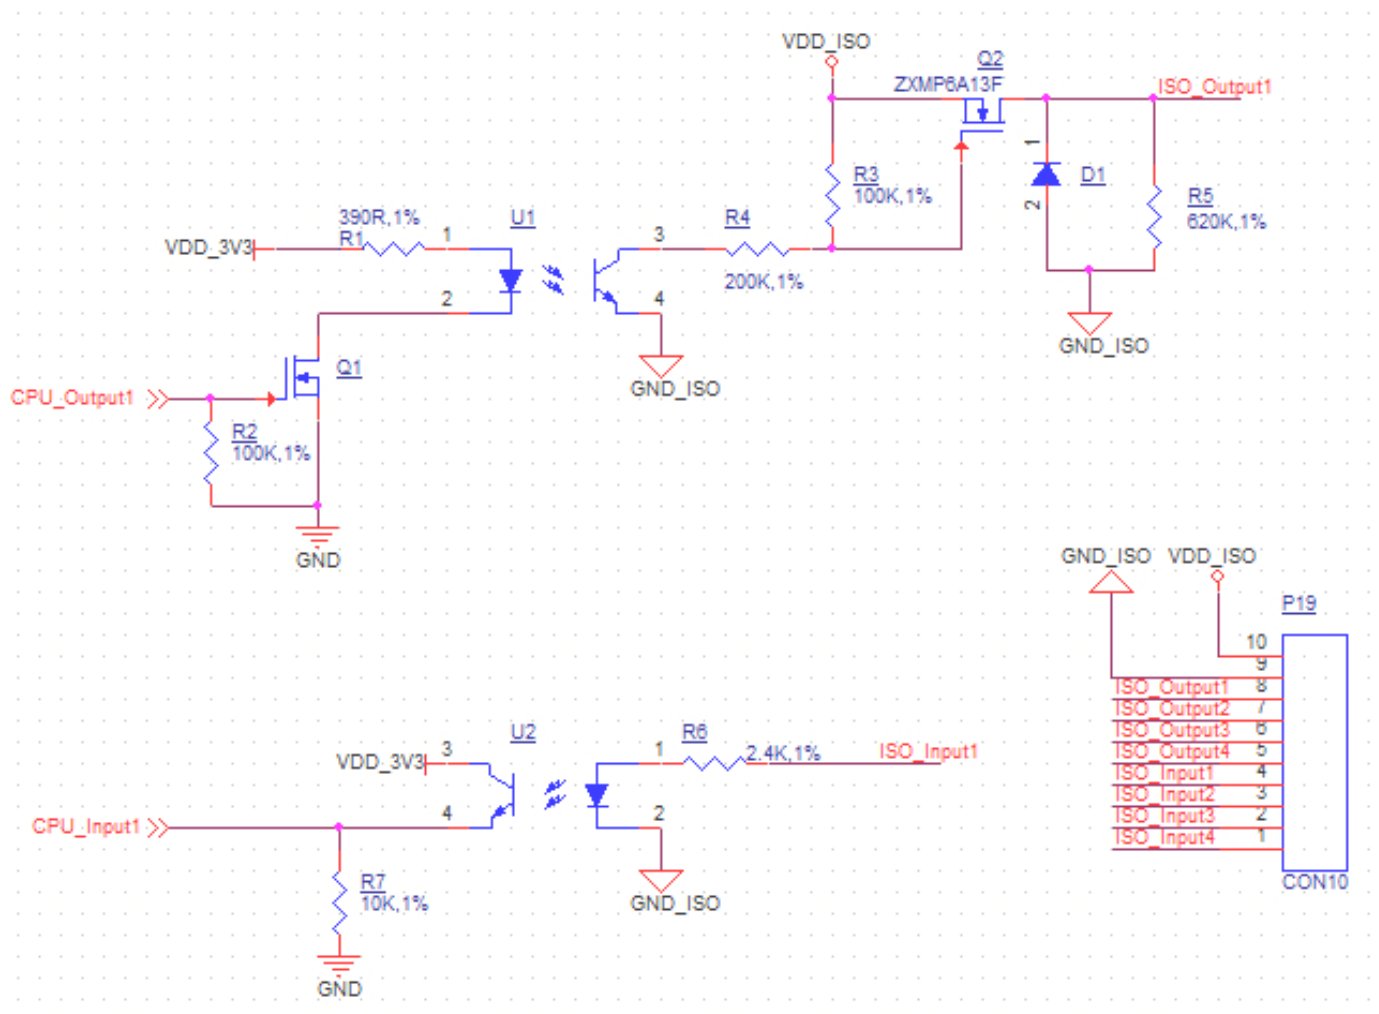 VDD_ISO
Q2
ZXMP6A13F
ISO_Output1
1
D1
2
R3
100K,1%
R5
620K,1%
390R,1%
R1
VDD_3V3
1
U1
3
R4
200K,1%
2
4
GND_ISO
GND_ISO
Q1
CPU_Output1
R2
100K,1%
GND
GND_ISO
VDD_ISO
P19
10
9
ISO_Output1 8
ISO_Output2 7
ISO_Output3 6
ISO_Output4 5
ISO_Input1 4
ISO_Input2 3
ISO_Input3 2
ISO_Input4 1
CON10
VDD_3V3
3
U2
1
R6
2.4K,1%
ISO_Input1
CPU_Input1
4
2
GND_ISO
R7
10K,1%
GND